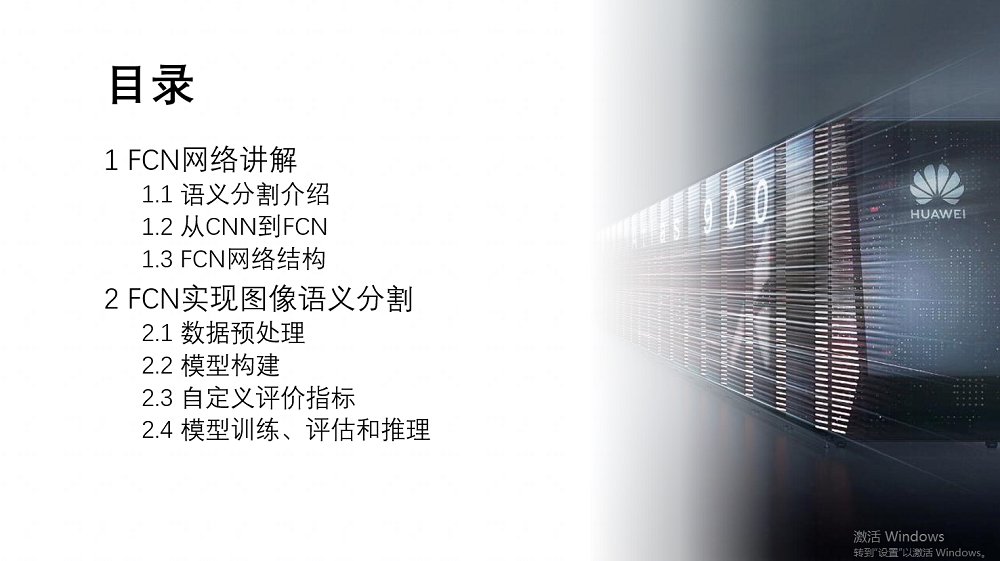 目录
1 FCN网络讲解
1.1 语义分割介绍
1.2 从CNN到FCN
1.3 FCN网络结构
2 FCN实现图像语义分割
2.1 数据预处理
2.2 模型构建
2.3 自定义评价指标
2.4 模型训练、评估和推理
900
HUAWEI
激活 Windows
转到"设置"以激活 Windows。